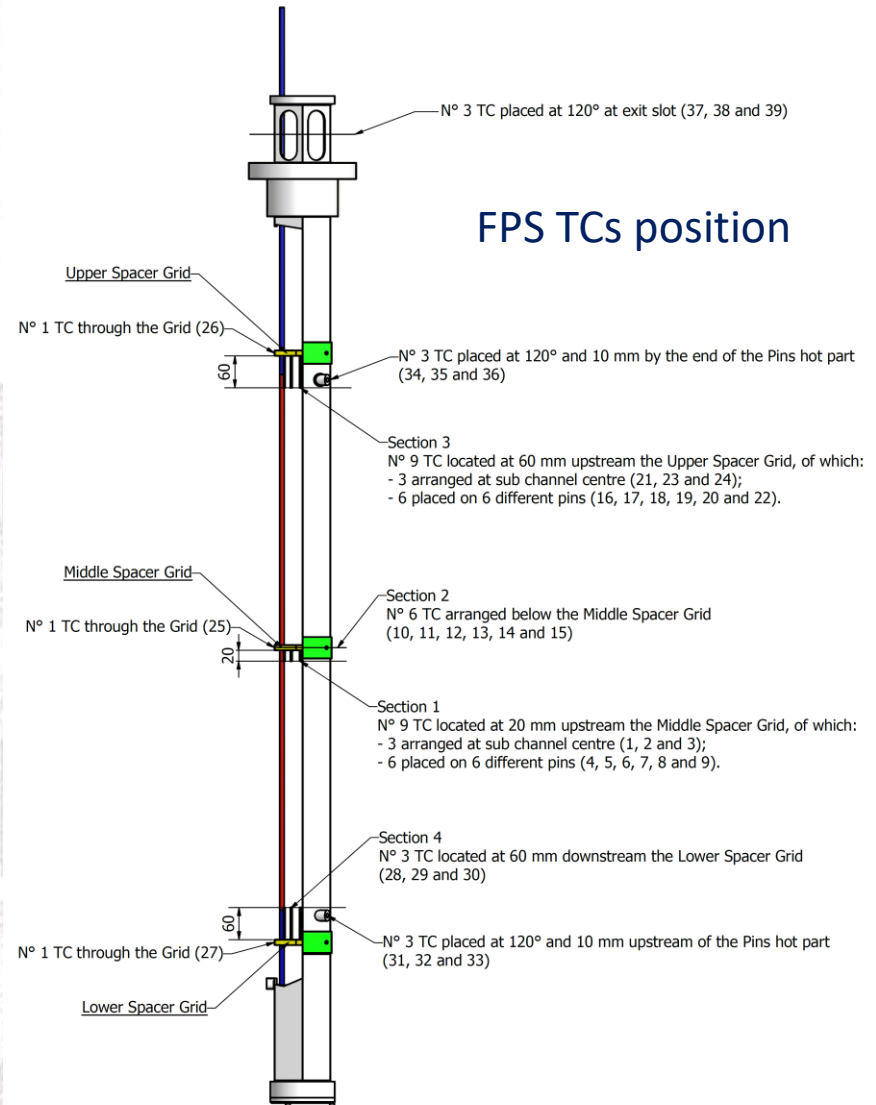 N° 3 TC placed at 120° at exit slot (37, 38 and 39)
FPS TCs position
Upper Spacer Grid
N° 1 TC through the Grid (26)
60
N° 3 TC placed at 120° and 10 mm by the end of the Pins hot part
(34, 35 and 36)
Section 3
N° 9 TC located at 60 mm upstream the Upper Spacer Grid, of which:
- 3 arranged at sub channel centre (21, 23 and 24);
- 6 placed on 6 different pins (16, 17, 18, 19, 20 and 22).
Middle Spacer Grid
N° 1 TC through the Grid (25)
20
Section 2
N° 6 TC arranged below the Middle Spacer Grid
(10, 11, 12, 13, 14 and 15)
Section 1
N° 9 TC located at 20 mm upstream the Middle Spacer Grid, of which:
- 3 arranged at sub channel centre (1, 2 and 3);
- 6 placed on 6 different pins (4, 5, 6, 7, 8 and 9).
Section 4
N° 3 TC located at 60 mm downstream the Lower Spacer Grid
(28, 29 and 30)
60
N° 1 TC through the Grid (27)
N° 3 TC placed at 120° and 10 mm upstream of the Pins hot part
(31, 32 and 33)
Lower Spacer Grid